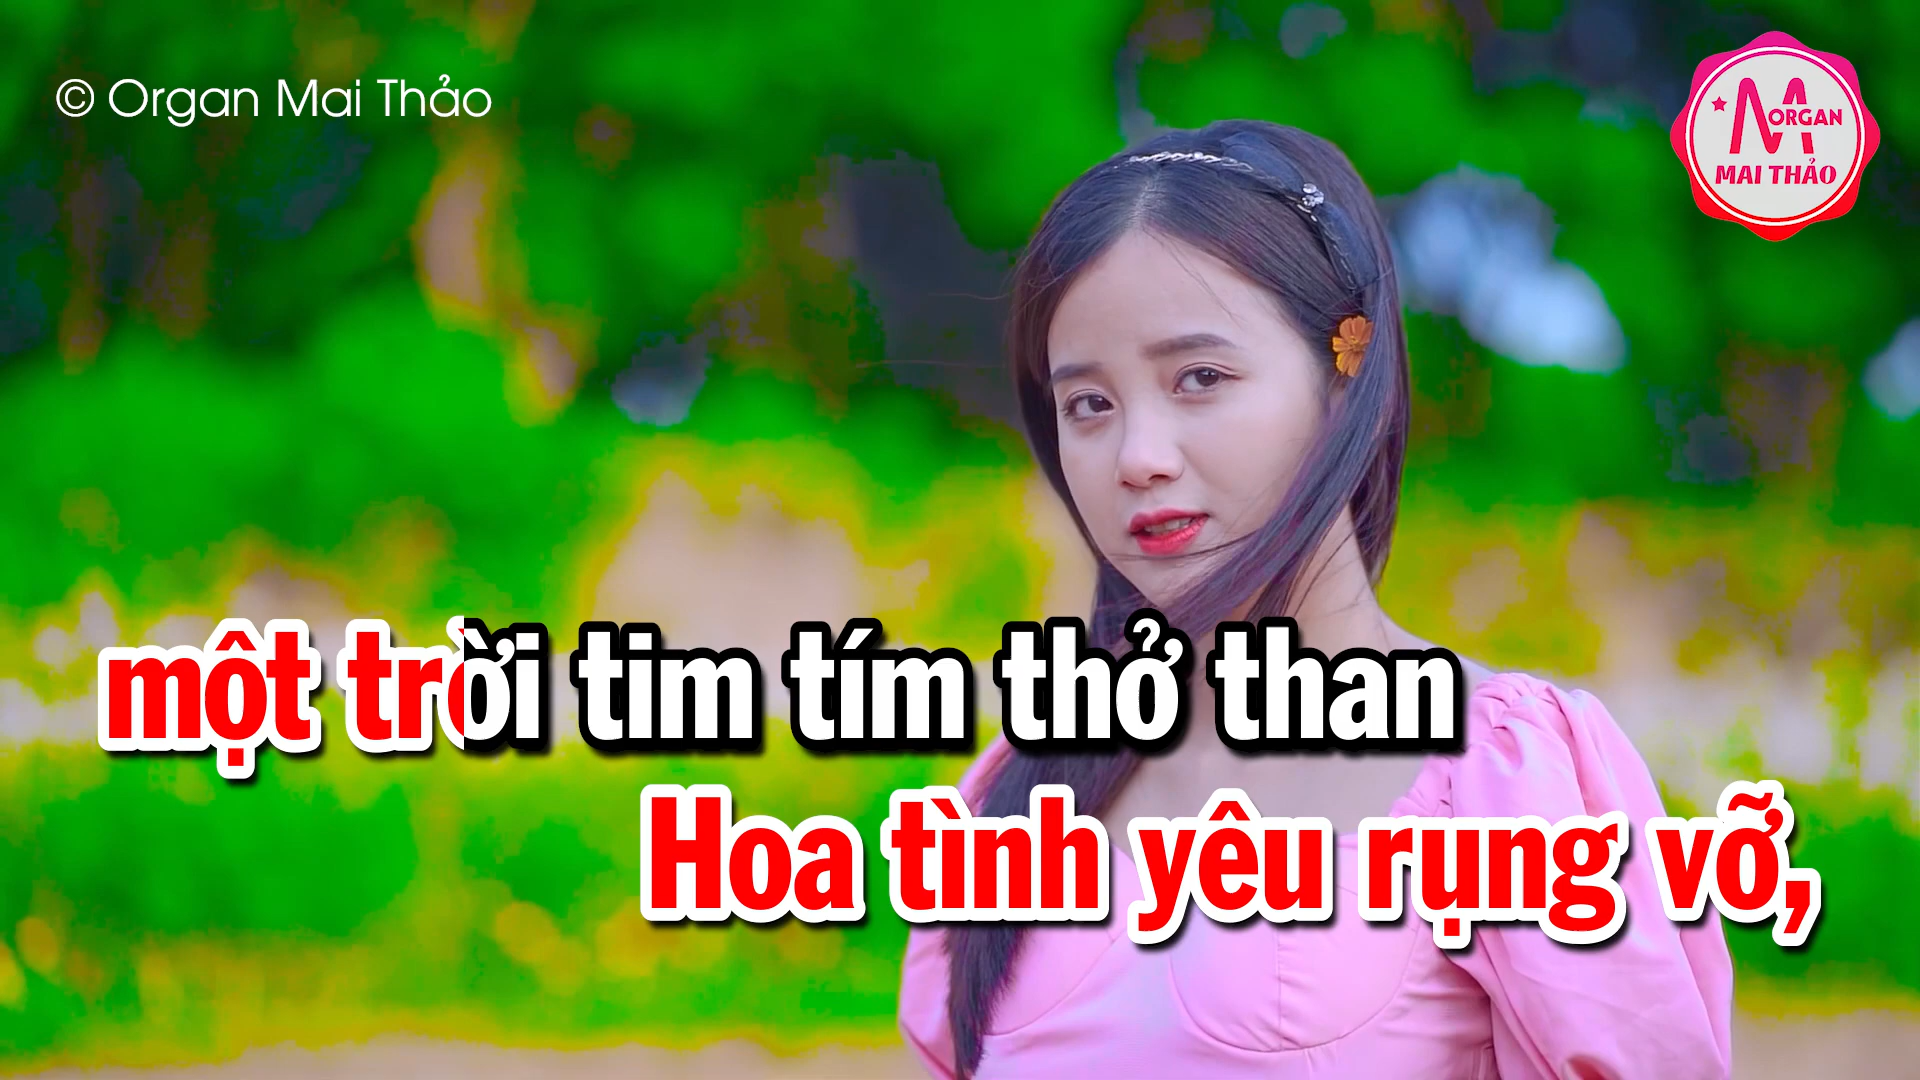 © Organ Mai Thảo
ORGAN
MAI THẢO
một trời tim tím thở than
Hoa tình yêu rụng vỡ,